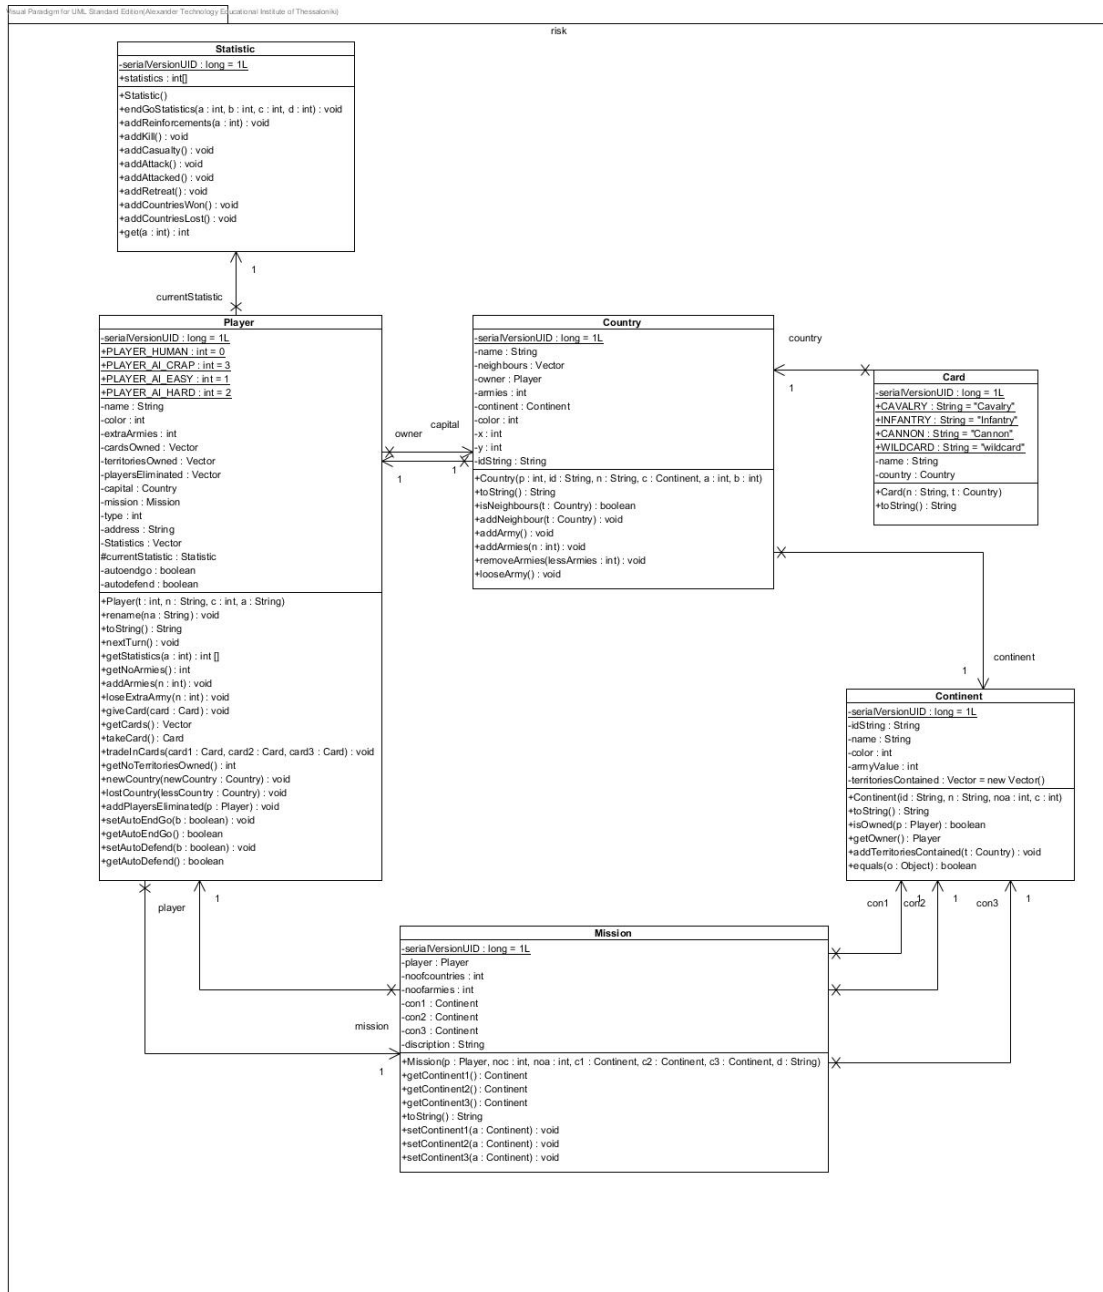 Visual Paradigm for UML Standard Edition(Alexander Technology Educational Institute of Thessaloniki)
risk
Statistic
-serialVersionUID : long = 1L
+statistics : int[]
+Statistic()
+endGoStatistics(a : int, b : int, c : int, d : int) : void
+addReinforcements(a : int) : void
+addKill() : void
+addCasualty() : void
+addAttack() : void
+addAttacked() : void
+addRetreat() : void
+addCountriesWon() : void
+addCountriesLost() : void
+get(a : int) : int
1
currentStatistic
Player
-serialVersionUID : long = 1L
+PLAYER_HUMAN : int = 0
+PLAYER_AI_CRAP : int = 3
+PLAYER_AI_EASY : int = 1
+PLAYER_AI_HARD : int = 2
-name : String
-color : int
-extraArmies : int
-cardsOwned : Vector
-territoriesOwned : Vector
-playersEliminated : Vector
-capital : Country
-mission : Mission
-type : int
-address : String
-Statistics : Vector
#currentStatistic : Statistic
-autoendgo : boolean
-autodefend : boolean
+Player(t : int, n : String, c : int, a : String)
+rename(na : String) : void
+toString() : String
+nextTurn() : void
+getStatistics(a : int) : int []
+getNoArmies() : int
+addArmies(n : int) : void
+loseExtraArmy(n : int) : void
+giveCard(card : Card) : void
+getCards() : Vector
+takeCard() : Card
+tradeInCards(card1 : Card, card2 : Card, card3 : Card) : void
+getNoTerritoriesOwned() : int
+newCountry(newCountry : Country) : void
+lostCountry(lessCountry : Country) : void
+addPlayersEliminated(p : Player) : void
+setAutoEndGo(b : boolean) : void
+getAutoEndGo() : boolean
+setAutoDefend(b : boolean) : void
+getAutoDefend() : boolean
capital
owner
1
1
Country
-serialVersionUID : long = 1L
-name : String
-neighbours : Vector
-owner : Player
-armies : int
-continent : Continent
-color : int
-x : int
-y : int
-idString : String
+Country(p : int, id : String, n : String, c : Continent, a : int, b : int)
+toString() : String
+isNeighbours(t : Country) : boolean
+addNeighbour(t : Country) : void
+addArmy() : void
+addArmies(n : int) : void
+removeArmies(lessArmies : int) : void
+looseArmy() : void
country
1
Card
-serialVersionUID : long = 1L
+CAVALRY : String = "Cavalry"
+INFANTRY : String = "Infantry"
+CANNON : String = "Cannon"
+WILDCARD : String = "wildcard"
-name : String
-country : Country
+Card(n : String, t : Country)
+toString() : String
continent
1
Continent
-serialVersionUID : long = 1L
-idString : String
-name : String
-color : int
-armyValue : int
-territoriesContained : Vector = new Vector()
+Continent(id : String, n : String, noa : int, c : int)
+toString() : String
+isOwned(p : Player) : boolean
+getOwner() : Player
+addTerritoriesContained(t : Country) : void
+equals(o : Object) : boolean
con1
1
con2
1
con3
1
player
1
mission
1
Mission
-serialVersionUID : long = 1L
-player : Player
-noofcountries : int
-noofarmies : int
-con1 : Continent
-con2 : Continent
-con3 : Continent
-discription : String
+Mission(p : Player, noc : int, noa : int, c1 : Continent, c2 : Continent, c3 : Continent, d : String)
+getContinent1() : Continent
+getContinent2() : Continent
+getContinent3() : Continent
+toString() : String
+setContinent1(a : Continent) : void
+setContinent2(a : Continent) : void
+setContinent3(a : Continent) : void